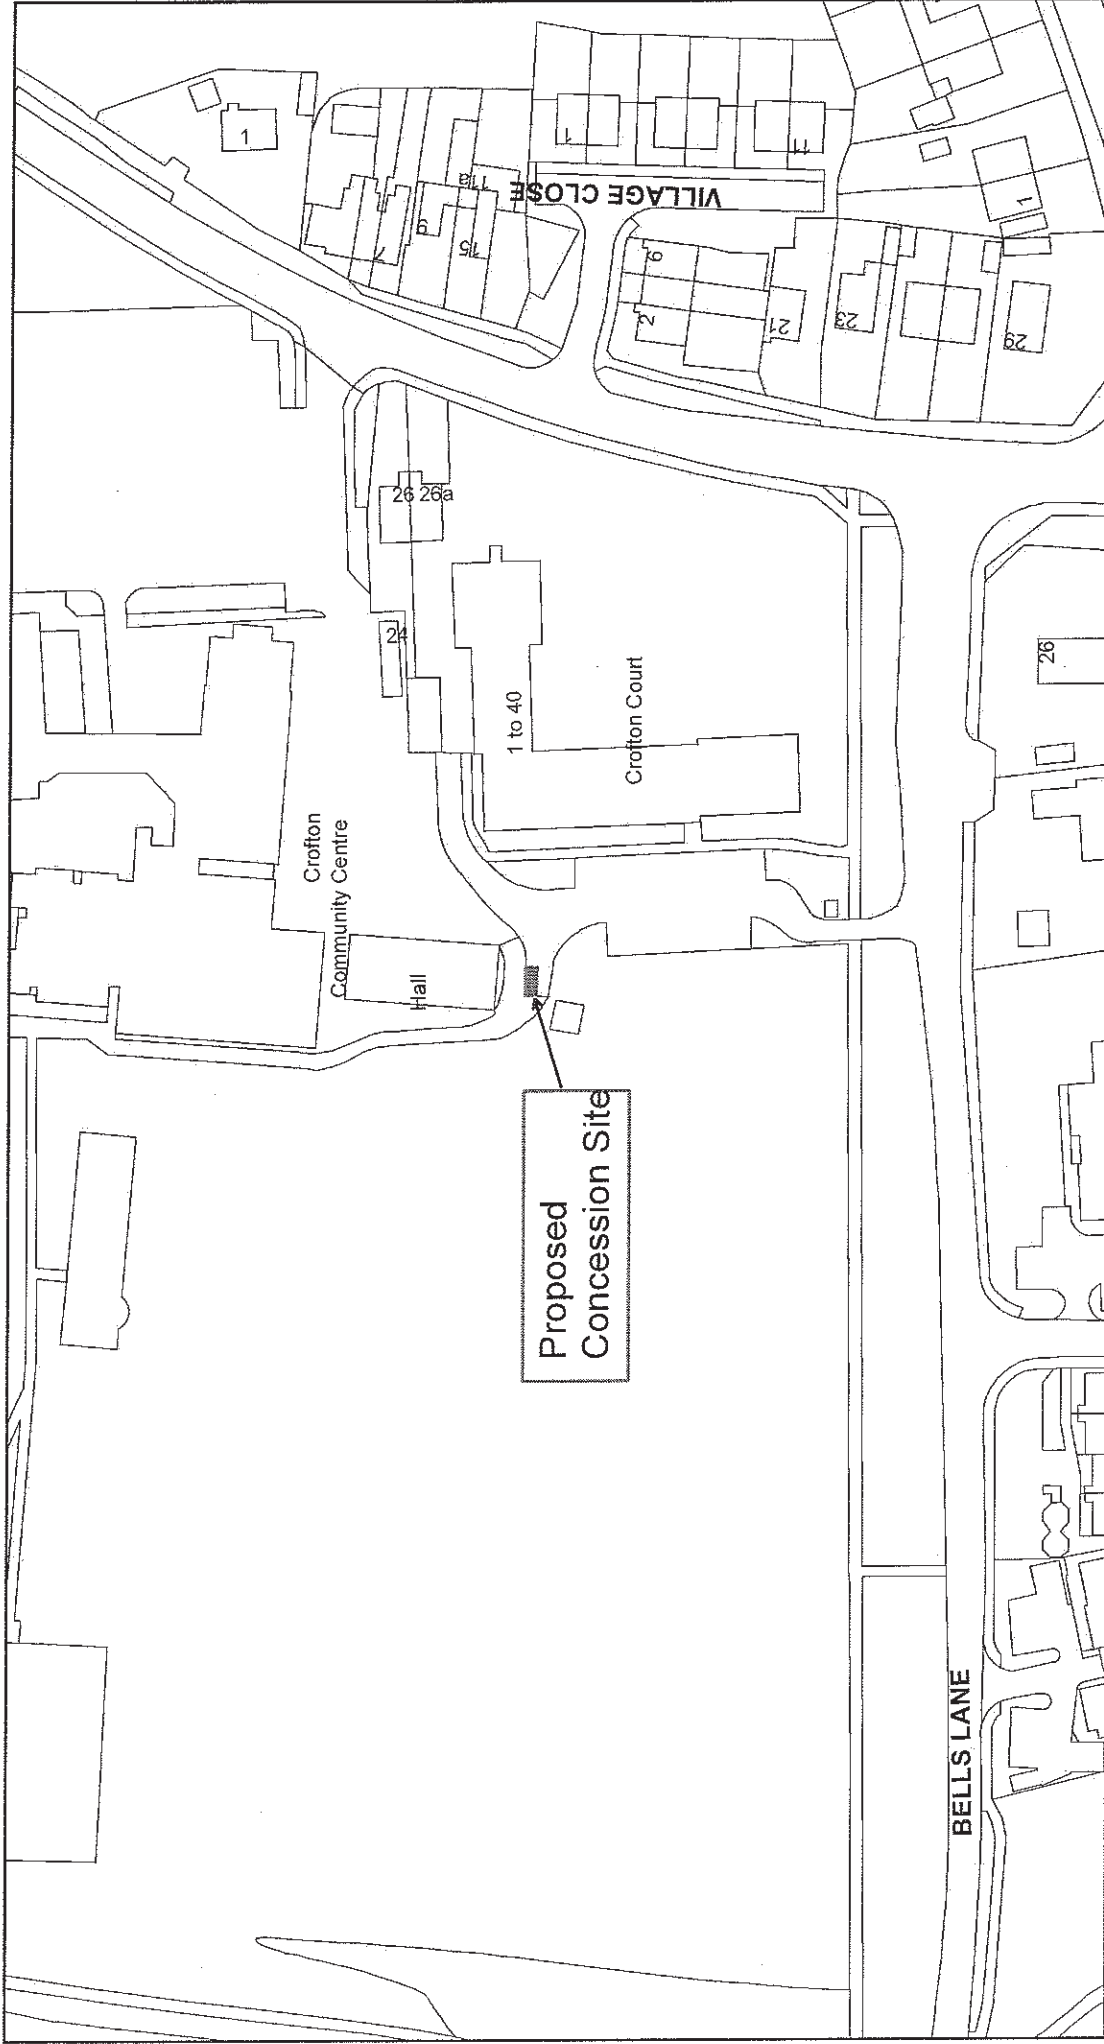 1
7
9
11a
15
VILLAGE CLOSE
1
11
2
6
21
23
29
1
26 26a
24
1 to 40
Crofton Court
26
Crofton
Community Centre
Hall
Proposed
Concession Site
BELLS LANE